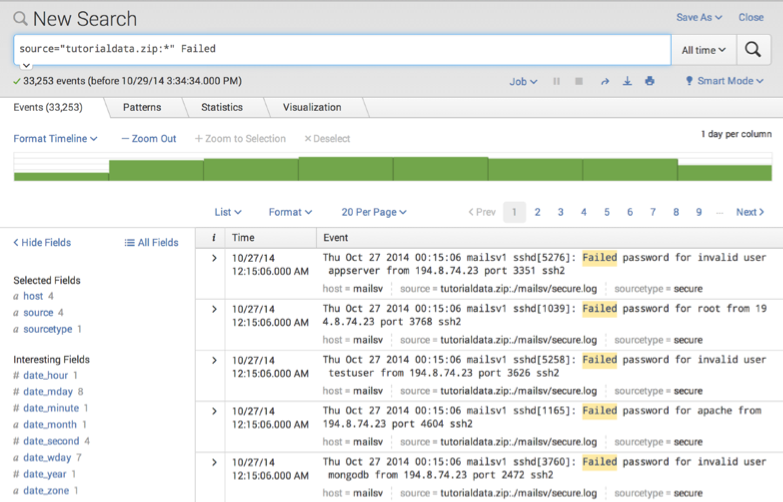 New Search
Save As
Close
source="tutorialdata.zip:*" Failed
All time
33,253 events (before 10/29/14 3:34:34.000 PM)
Job
Smart Mode
Events (33,253)
Patterns
Statistics
Visualization
Format Timeline
— Zoom Out
+ Zoom to Selection
× Deselect
1 day per column
List
Format
20 Per Page
< Prev 1 2 3 4 5 6 7 8 9 ... Next >
< Hide Fields
All Fields
i Time Event
Selected Fields
a host 4
a source 4
a sourcetype 1
Interesting Fields
# date_hour 1
# date_mday 8
# date_minute 1
a date_month 1
# date_second 4
a date_wday 7
# date_year 1
a date_zone 1
> 10/27/14
12:15:06.000 AM
Thu Oct 27 2014 00:15:06 mailsv1 sshd[5276]: Failed password for invalid user
appserver from 194.8.74.23 port 3351 ssh2
host = mailsv source = tutorialdata.zip:./mailsv/secure.log sourcetype = secure
> 10/27/14
12:15:06.000 AM
Thu Oct 27 2014 00:15:06 mailsv1 sshd[1039]: Failed password for root from 19
4.8.74.23 port 3768 ssh2
host = mailsv source = tutorialdata.zip:./mailsv/secure.log sourcetype = secure
> 10/27/14
12:15:06.000 AM
Thu Oct 27 2014 00:15:06 mailsv1 sshd[5258]: Failed password for invalid user
testuser from 194.8.74.23 port 3626 ssh2
host = mailsv source = tutorialdata.zip:./mailsv/secure.log sourcetype = secure
> 10/27/14
12:15:06.000 AM
Thu Oct 27 2014 00:15:06 mailsv1 sshd[1165]: Failed password for apache from
194.8.74.23 port 4604 ssh2
host = mailsv source = tutorialdata.zip:./mailsv/secure.log sourcetype = secure
> 10/27/14
12:15:06.000 AM
Thu Oct 27 2014 00:15:06 mailsv1 sshd[3760]: Failed password for invalid user
mongodb from 194.8.74.23 port 2472 ssh2
host = mailsv source = tutorialdata.zip:./mailsv/secure.log sourcetype = secure